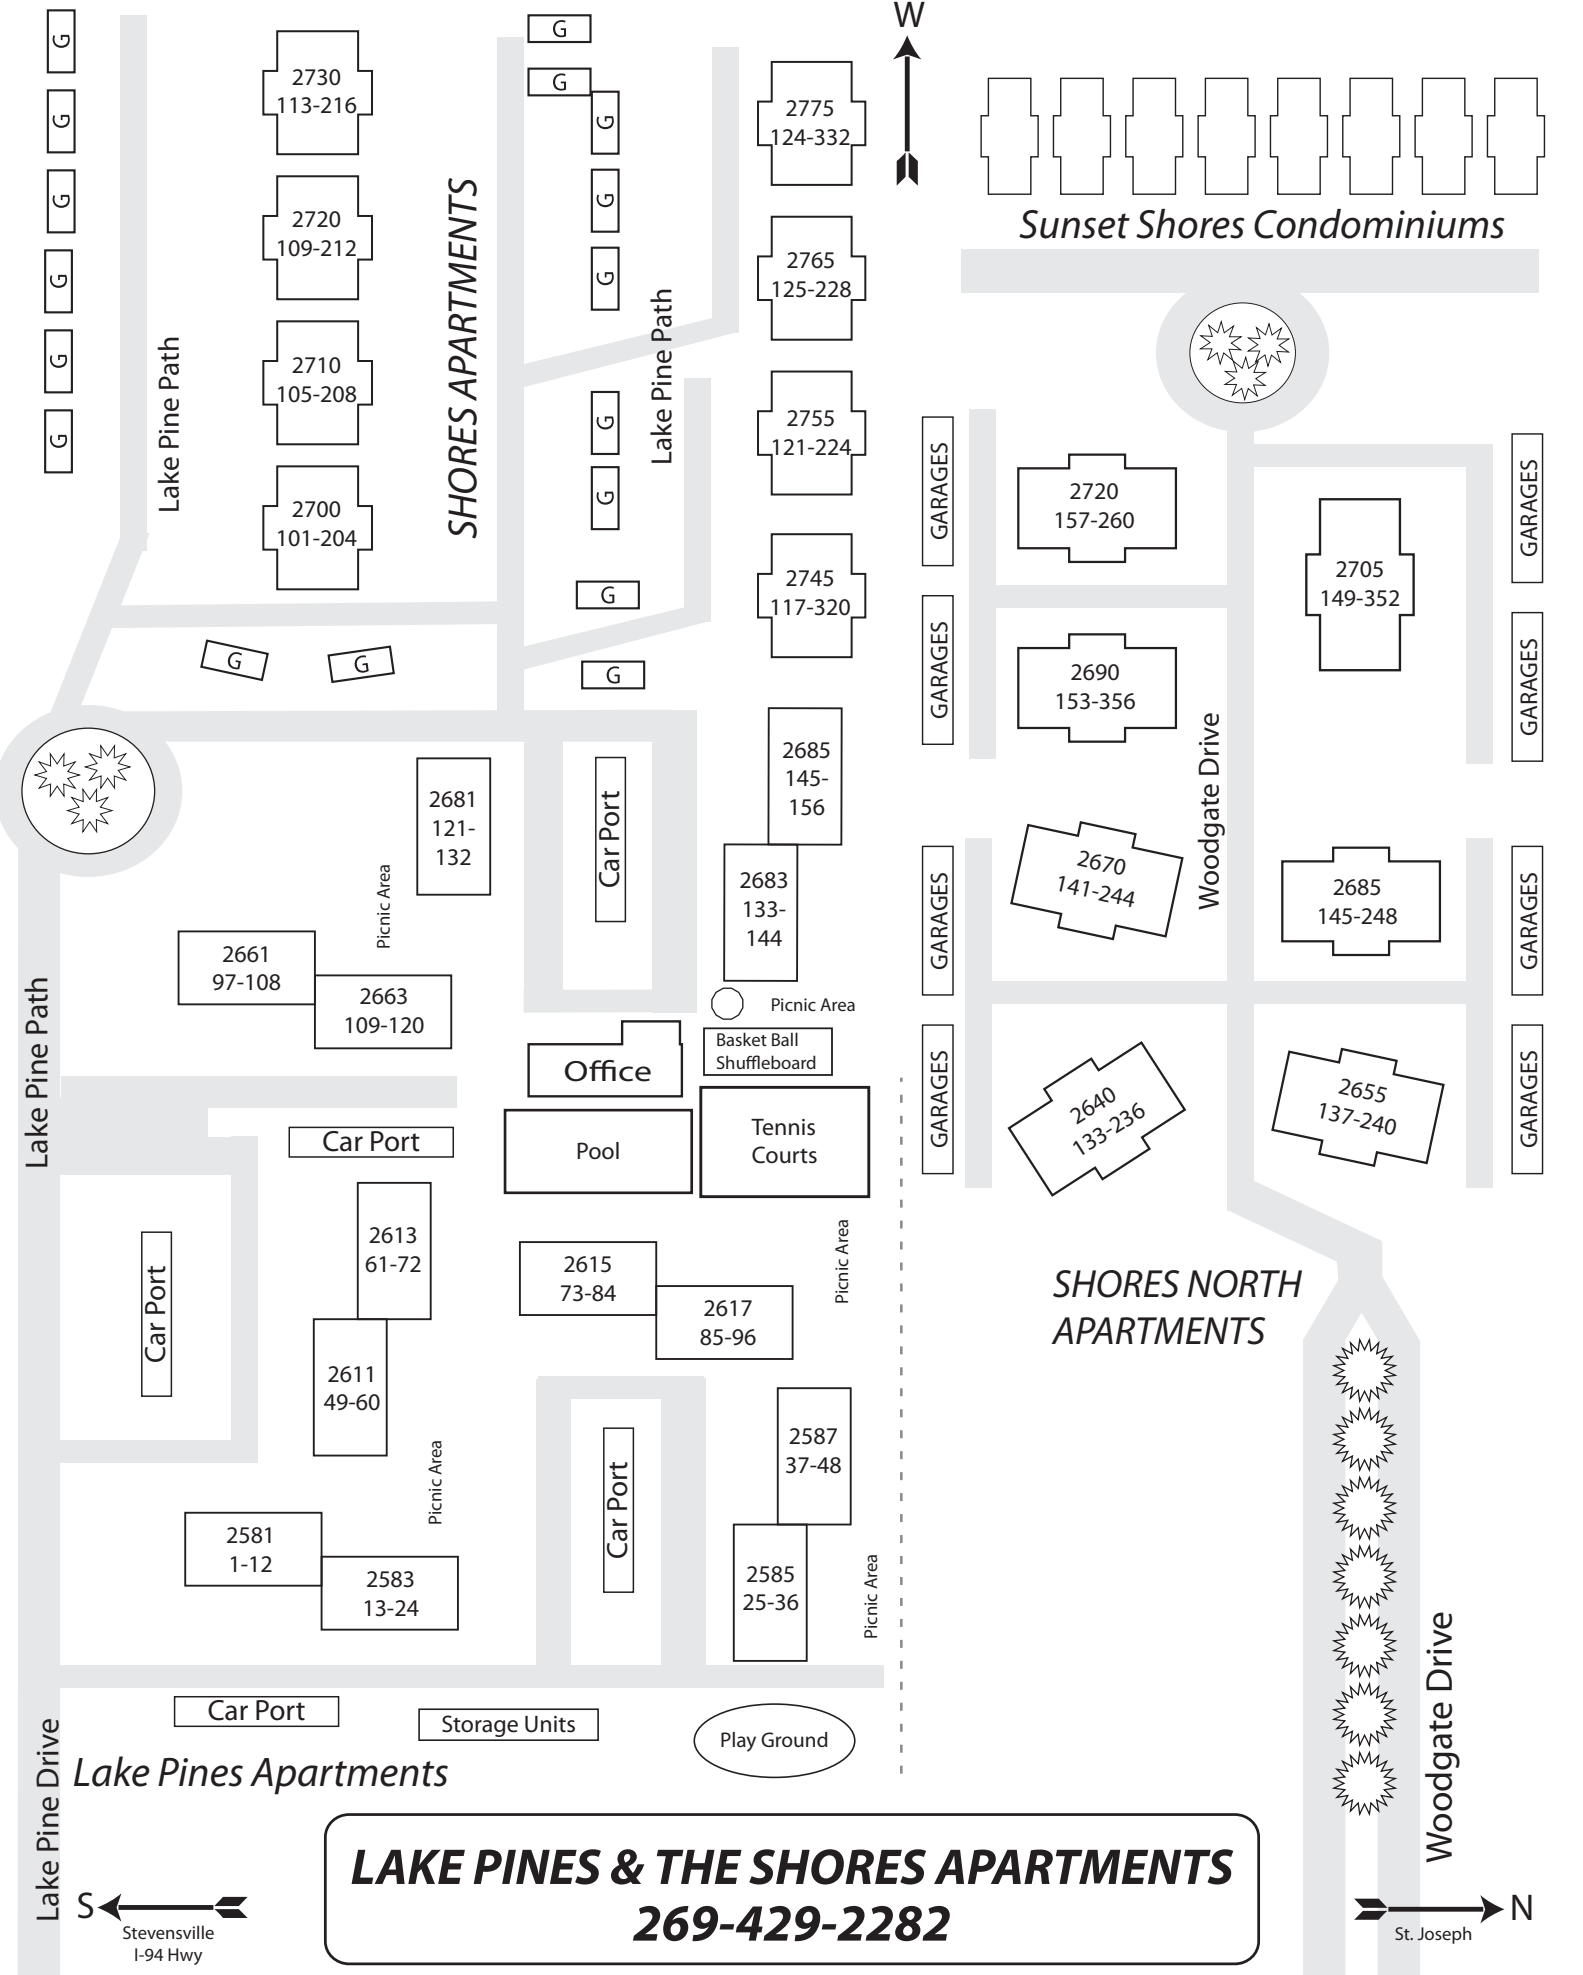 W
G
G
G
G
G
G
Lake Pine Path
2730
113-216
2720
109-212
2710
105-208
2700
101-204
SHORES APARTMENTS
G
G
G
G
G
G
G
G
G
G
G
Lake Pine Path
2775
124-332
2765
125-228
2755
121-224
2745
117-320
Sunset Shores Condominiums
GARAGES
GARAGES
2720
157-260
2690
153-356
2705
149-352
GARAGES
GARAGES
Woodgate Drive
2670
141-244
2685
145-248
GARAGES
GARAGES
2640
133-236
2655
137-240
GARAGES
GARAGES
SHORES NORTH
APARTMENTS
2681
121-
132
Picnic Area
Car Port
2685
145-
156
2683
133-
144
2661
97-108
2663
109-120
Picnic Area
Basket Ball
Shuffleboard
Office
Pool
Tennis
Courts
Lake Pine Path
Car Port
2613
61-72
2611
49-60
Car Port
2615
73-84
2617
85-96
Picnic Area
Picnic Area
2587
37-48
2585
25-36
Car Port
Picnic Area
2581
1-12
2583
13-24
Car Port
Storage Units
Play Ground
Lake Pine Drive
Lake Pines Apartments
Woodgate Drive
LAKE PINES & THE SHORES APARTMENTS
269-429-2282
S
Stevensville
I-94 Hwy
N
St. Joseph